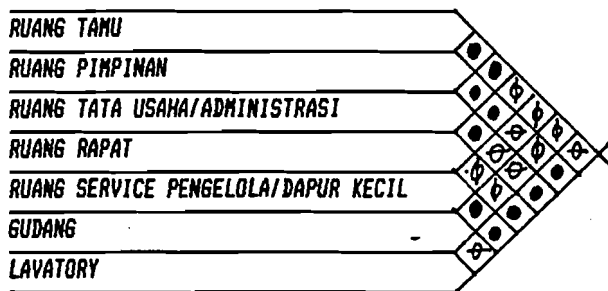 RUANG TAMU
RUANG PIMPINAN
RUANG TATA USAHA/ADMINISTRASI
RUANG RAPAT
RUANG SERVICE PENGELOLA/DAPUR KECIL
GUDANG
LAVATORY